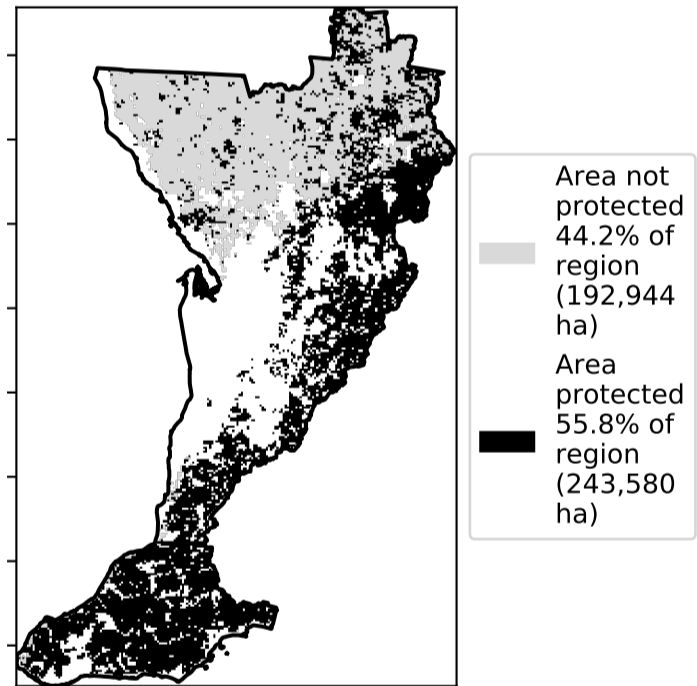 Area not
protected
44.2% of
region
(192,944
ha)
Area
protected
55.8% of
region
(243,580
ha)